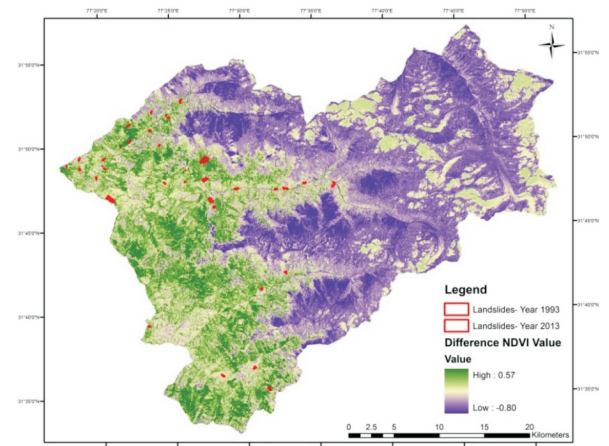 77°20'0"E 77°25'0"E 77°30'0"E 77°35'0"E 77°40'0"E 77°45'0"E 77°50'0"E
N
31°55'0"N
31°50'0"N
31°45'0"N
31°40'0"N
31°35'0"N
31°55'0"N
31°50'0"N
31°45'0"N
31°40'0"N
31°35'0"N
Legend
Landslides- Year 1993
Landslides- Year 2013
Difference NDVI Value
Value
High : 0.57
Low : -0.80
0 2.5 5 10 15 20
Kilometers